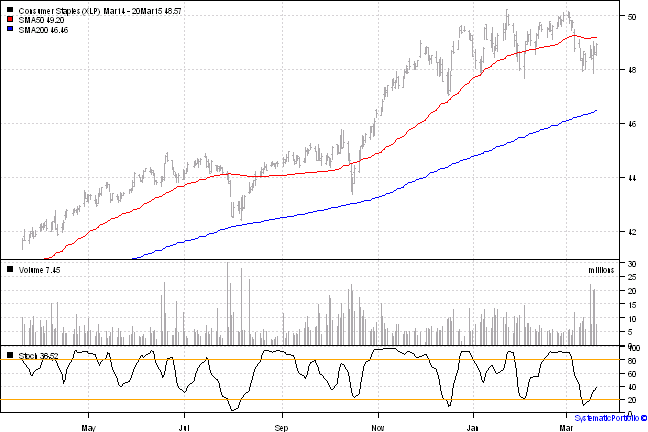 Consumer Staples (XLP) Mar14 - 20Mar15 48.57
SMA50 49.20
SMA200 46.46
50
48
46
44
42
Volume 7.45
millions
30
25
20
15
10
5
Stoch 38.52
100
80
60
40
20
0
May
Jul
Sep
Nov
Jan
Mar
SystematicPortfolio ©